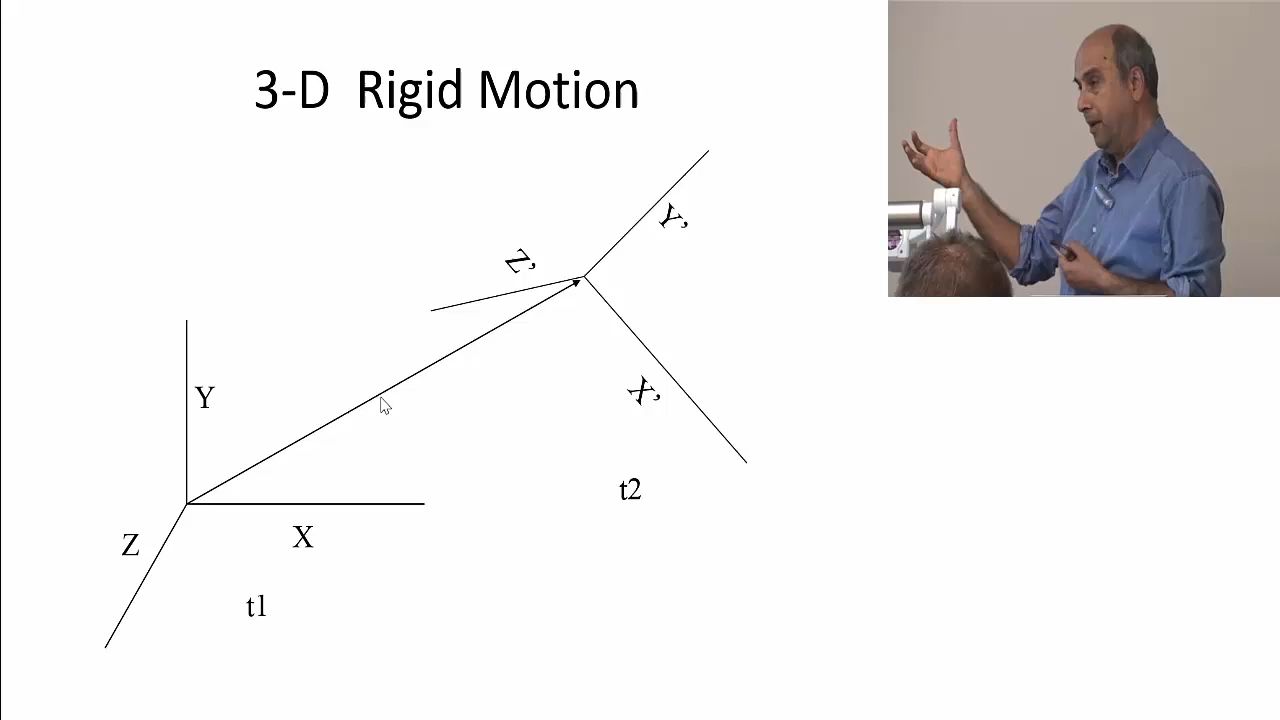 3-D Rigid Motion
Y’
Z’
X’
Y
t2
X
Z
t1